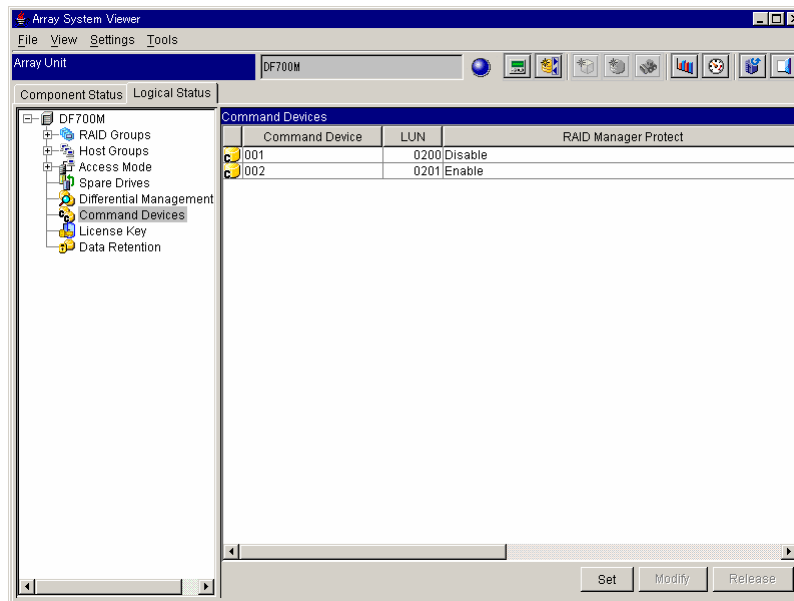 Array System Viewer
File View Settings Tools
Array Unit
DF700M
Component Status Logical Status
DF700M
RAID Groups
Host Groups
Access Mode
Spare Drives
Differential Management
Command Devices
License Key
Data Retention
Command Devices
Command Device LUN RAID Manager Protect
001 0200 Disable
002 0201 Enable
Set Modify Release